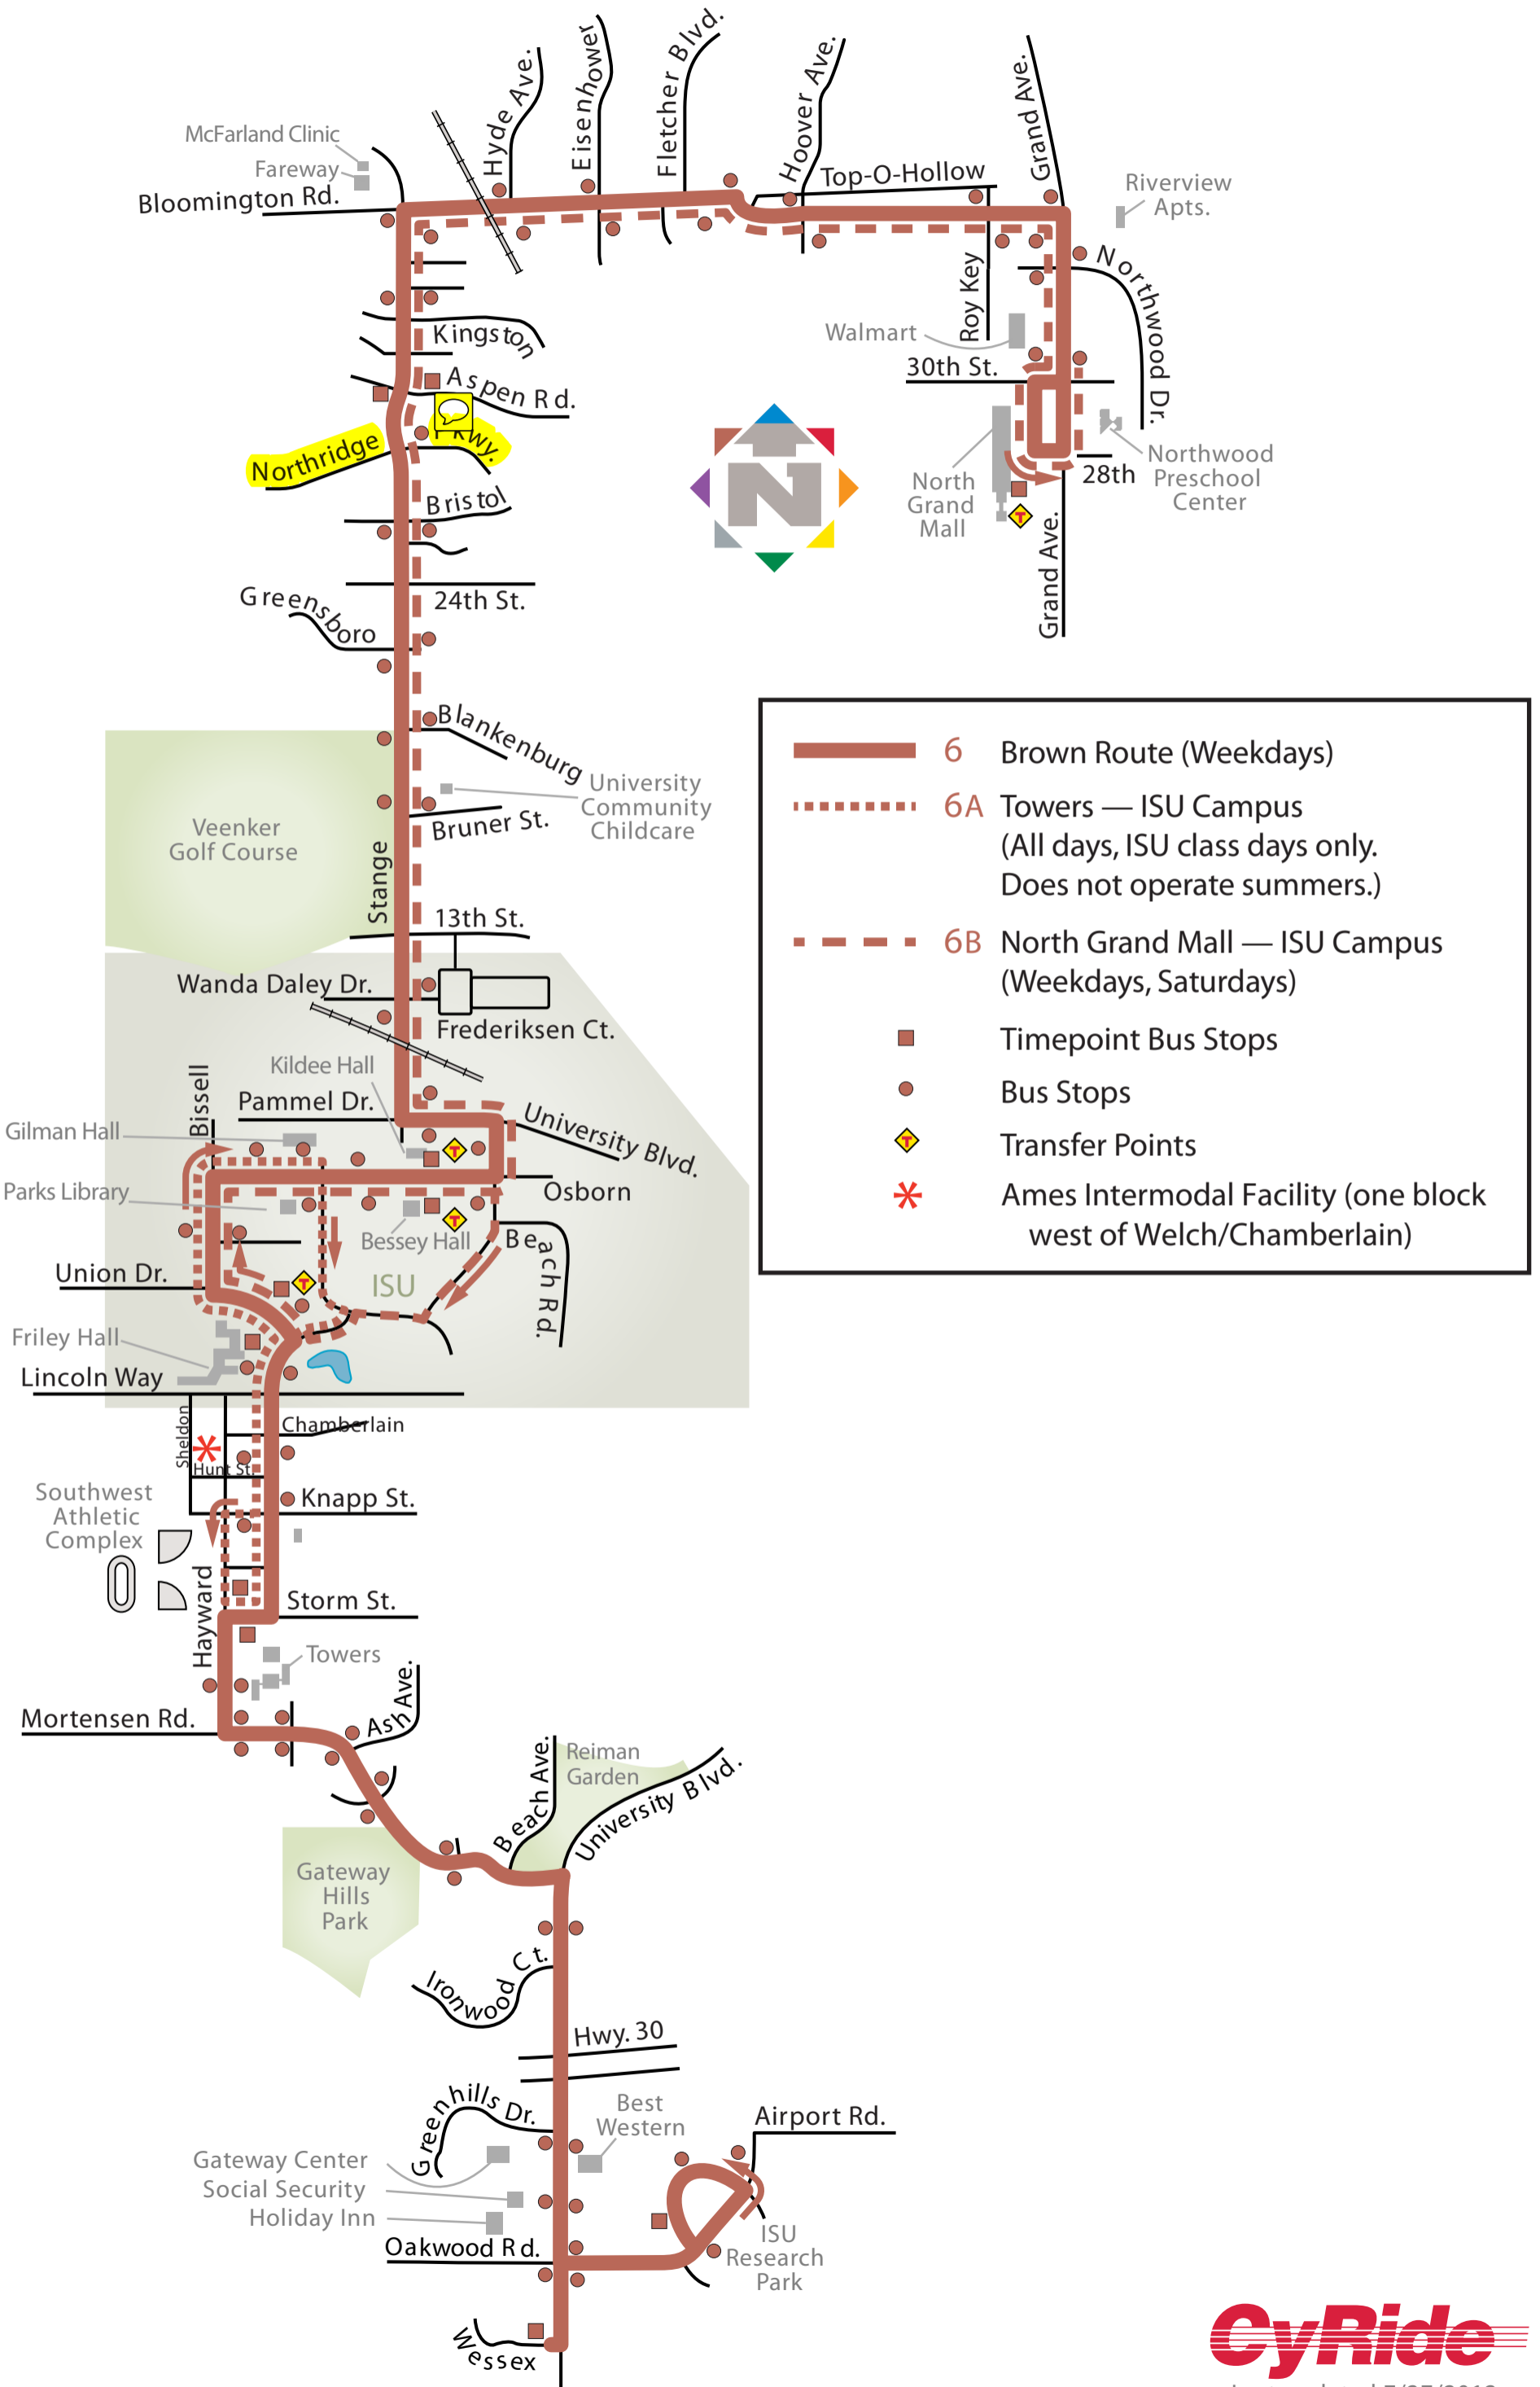 Hyde Ave.
Eisenhower
Fletcher Blvd.
Hoover Ave.
Grand Ave.
McFarland Clinic
Fareway
Bloomington Rd.
Top-O-Hollow
Riverview
Apts.
Northwood Dr.
Roy Key
Walmart
30th St.
Kingston
Aspen Rd.
Northridge
Pkwy.
N
North
Grand
Mall
28th
Northwood
Preschool
Center
T
Grand Ave.
Bristol
24th St.
Greensboro
Blankenburg
University
Community
Childcare
Bruner St.
Veenker
Golf Course
Stange
13th St.
Wanda Daley Dr.
Frederiksen Ct.
Kildee Hall
Bissell
Pammel Dr.
University Blvd.
Gilman Hall
T
Parks Library
Osborn
T
Bessey Hall
Beach Rd.
Union Dr.
T
ISU
Friley Hall
Lincoln Way
Sheldon
Chamberlain
Hunt St.
Southwest
Athletic
Complex
Knapp St.
Hayward
Storm St.
Towers
Mortensen Rd.
Ash Ave.
Beach Ave.
Reiman
Garden
University Blvd.
Gateway
Hills
Park
Ironwood Ct.
Hwy. 30
Greenhills Dr.
Best
Western
Airport Rd.
Gateway Center
Social Security
Holiday Inn
Oakwood Rd.
ISU
Research
Park
Wessex
6 Brown Route (Weekdays)
6A Towers — ISU Campus
(All days, ISU class days only.
Does not operate summers.)
6B North Grand Mall — ISU Campus
(Weekdays, Saturdays)
Timepoint Bus Stops
Bus Stops
T Transfer Points
Ames Intermodal Facility (one block
west of Welch/Chamberlain)
CyRide